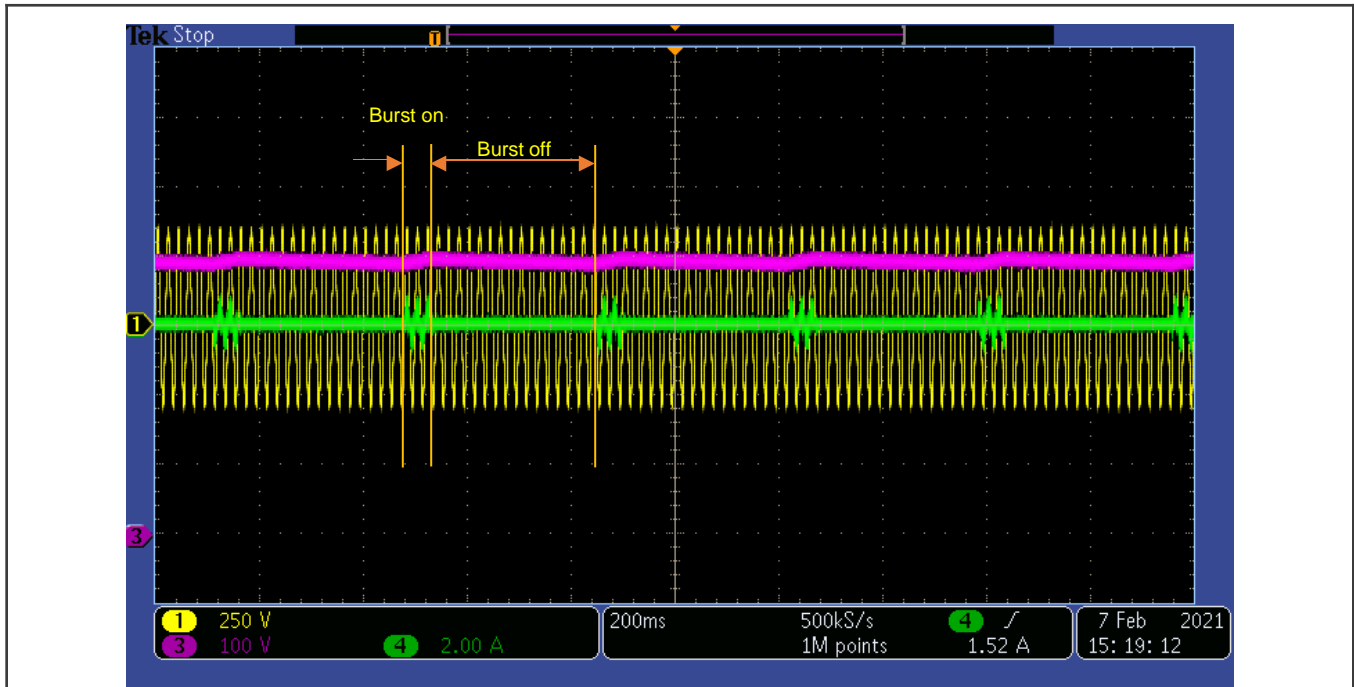 Tek Stop
T
Burst on
Burst off
1
3
1 250 V 200ms 500kS/s 4 7 Feb 2021
3 100 V 4 2.00 A 1M points 1.52 A 15: 19: 12